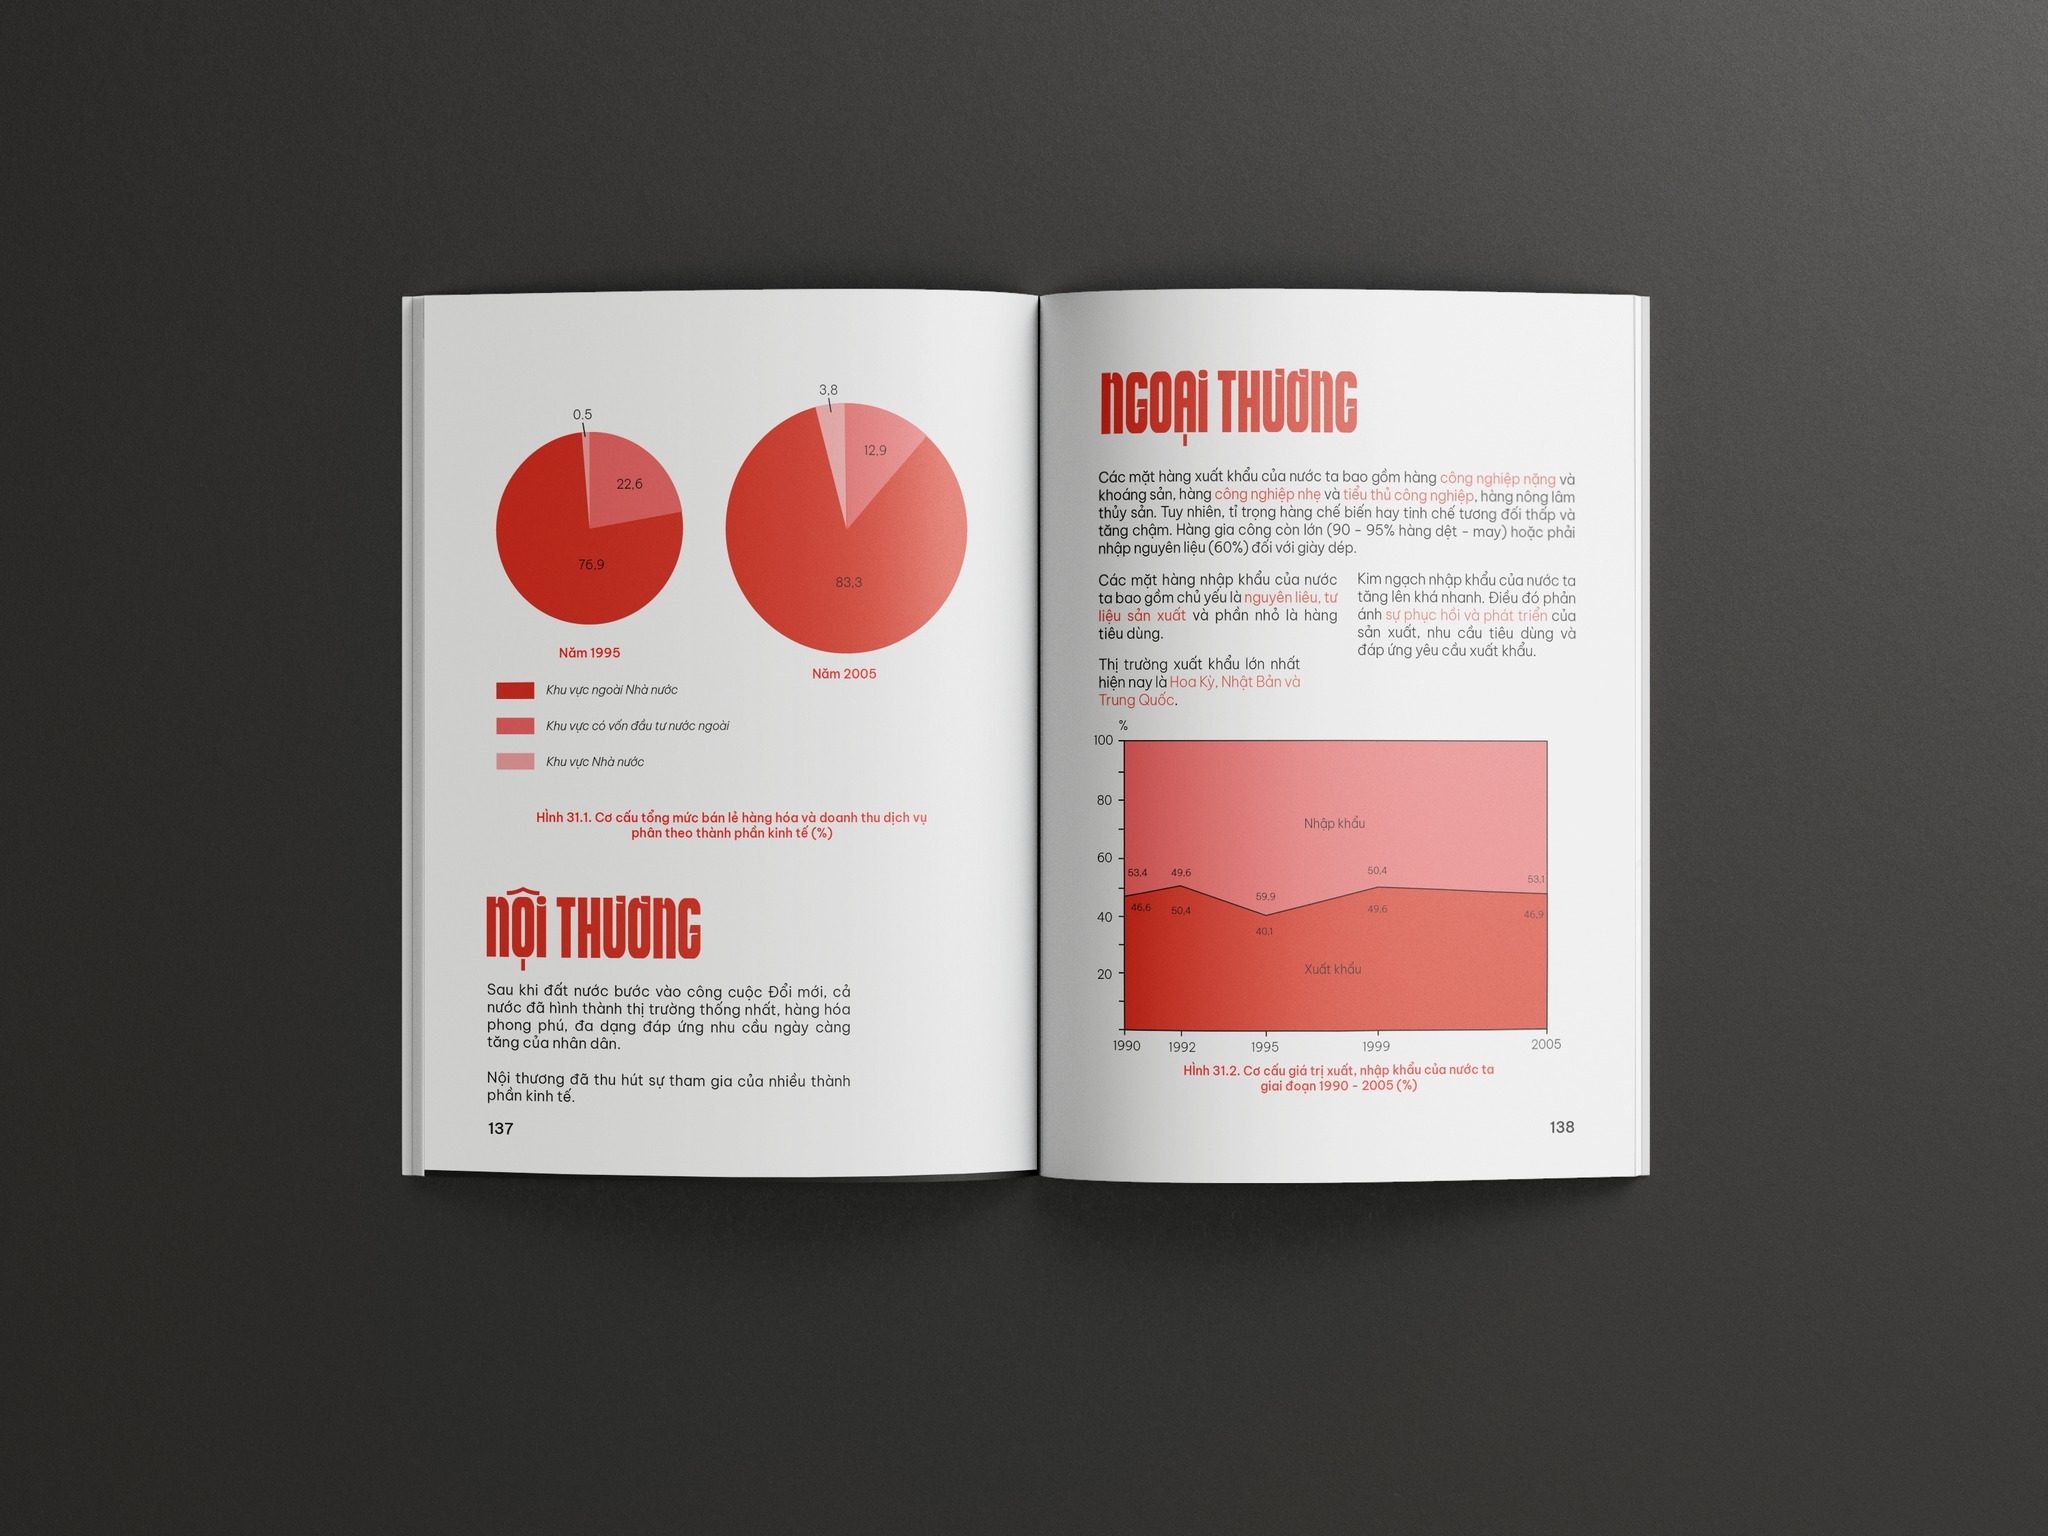 0.5
22,6
76,9
Năm 1995
3,8
12,9
83,3
Năm 2005
Khu vực ngoài Nhà nước
Khu vực có vốn đầu tư nước ngoài
Khu vực Nhà nước
HÌnh 31.1. Cơ cấu tổng mức bán lẻ hàng hóa và doanh thu dịch vụ
phân theo thành phần kinh tế (%)
NỘI THƯƠNG
Sau khi đất nước bước vào công cuộc Đổi mới, cả
nước đã hình thành thị trường thống nhất, hàng hóa
phong phú, đa dạng đáp ứng nhu cầu ngày càng
tăng của nhân dân.
Nội thương đã thu hút sự tham gia của nhiều thành
phần kinh tế.
137
NGOẠI THƯƠNG
Các mặt hàng xuất khẩu của nước ta bao gồm hàng công nghiệp nặng và
khoáng sản, hàng công nghiệp nhẹ và tiểu thủ công nghiệp, hàng nông lâm
thủy sản. Tuy nhiên, tỉ trọng hàng chế biến hay tinh chế tương đối thấp và
tăng chậm. Hàng gia công còn lớn (90 - 95% hàng dệt - may) hoặc phải
nhập nguyên liệu (60%) đối với giày dép.
Các mặt hàng nhập khẩu của nước
ta bao gồm chủ yếu là nguyên liêu, tư
liệu sản xuất và phần nhỏ là hàng
tiêu dùng.
Thị trường xuất khẩu lớn nhất
hiện nay là Hoa Kỳ, Nhật Bản và
Trung Quốc.
Kim ngạch nhập khẩu của nước ta
tăng lên khá nhanh. Điều đó phản
ánh sự phục hồi và phát triển của
sản xuất, nhu cầu tiêu dùng và
đáp ứng yêu cầu xuất khẩu.
%
100
80
60
40
20
Nhập khẩu
53,4 49,6 59,9 50,4 53,1
46,6 50,4 40,1 49,6 46,9
Xuất khẩu
1990 1992 1995 1999 2005
HÌnh 31.2. Cơ cấu giá trị xuất, nhập khẩu của nước ta
giai đoạn 1990 - 2005 (%)
138